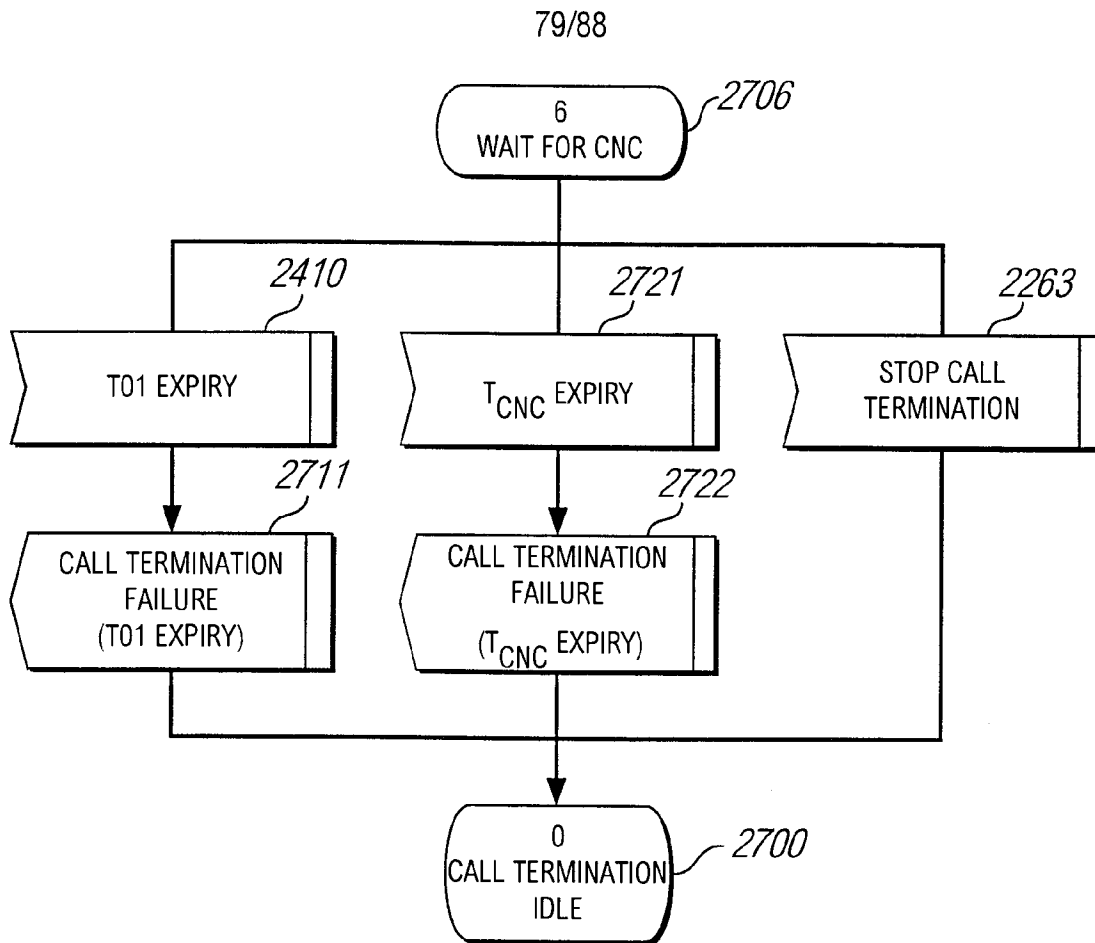 79/88
6
WAIT FOR CNC
2706
2410
T01 EXPIRY
2721
TCNC EXPIRY
2263
STOP CALL
TERMINATION
2711
CALL TERMINATION
FAILURE
(T01 EXPIRY)
2722
CALL TERMINATION
FAILURE
(TCNC EXPIRY)
0
CALL TERMINATION
IDLE
2700